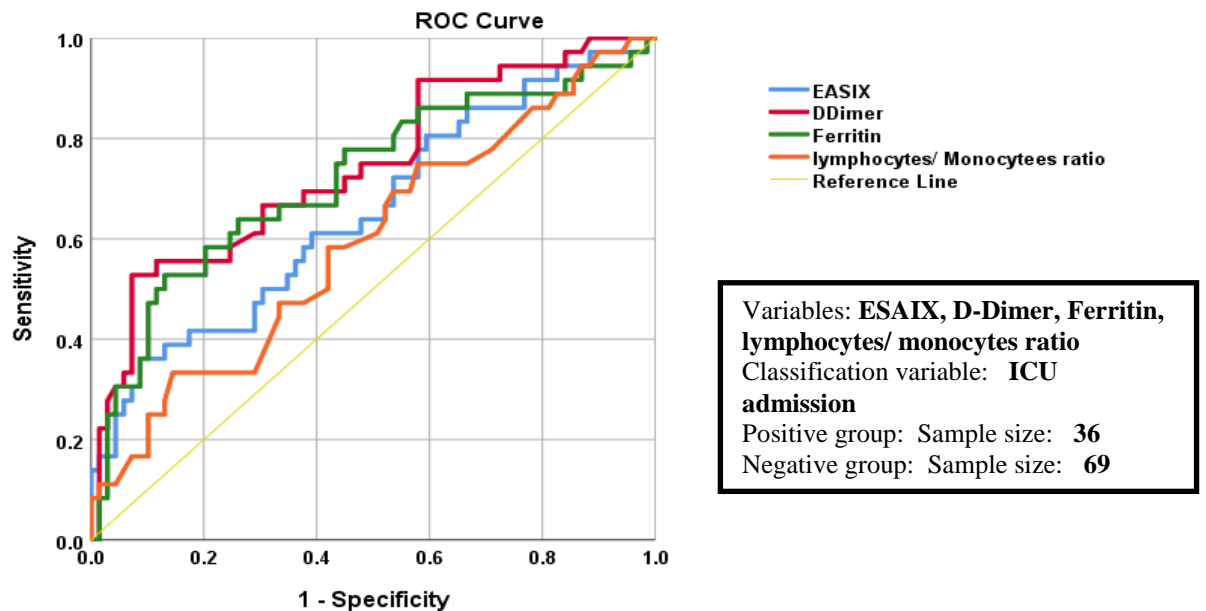 ROC Curve
1.0
0.8
0.6
0.4
0.2
0.0
Sensitivity
0.0
0.2
0.4
0.6
0.8
1.0
1 - Specificity
EASIX
DDimer
Ferritin
lymphocytes/ Monocytees ratio
Reference Line
Variables: ESAIX, D-Dimer, Ferritin,
lymphocytes/ monocytes ratio
Classification variable: ICU
admission
Positive group: Sample size: 36
Negative group: Sample size: 69